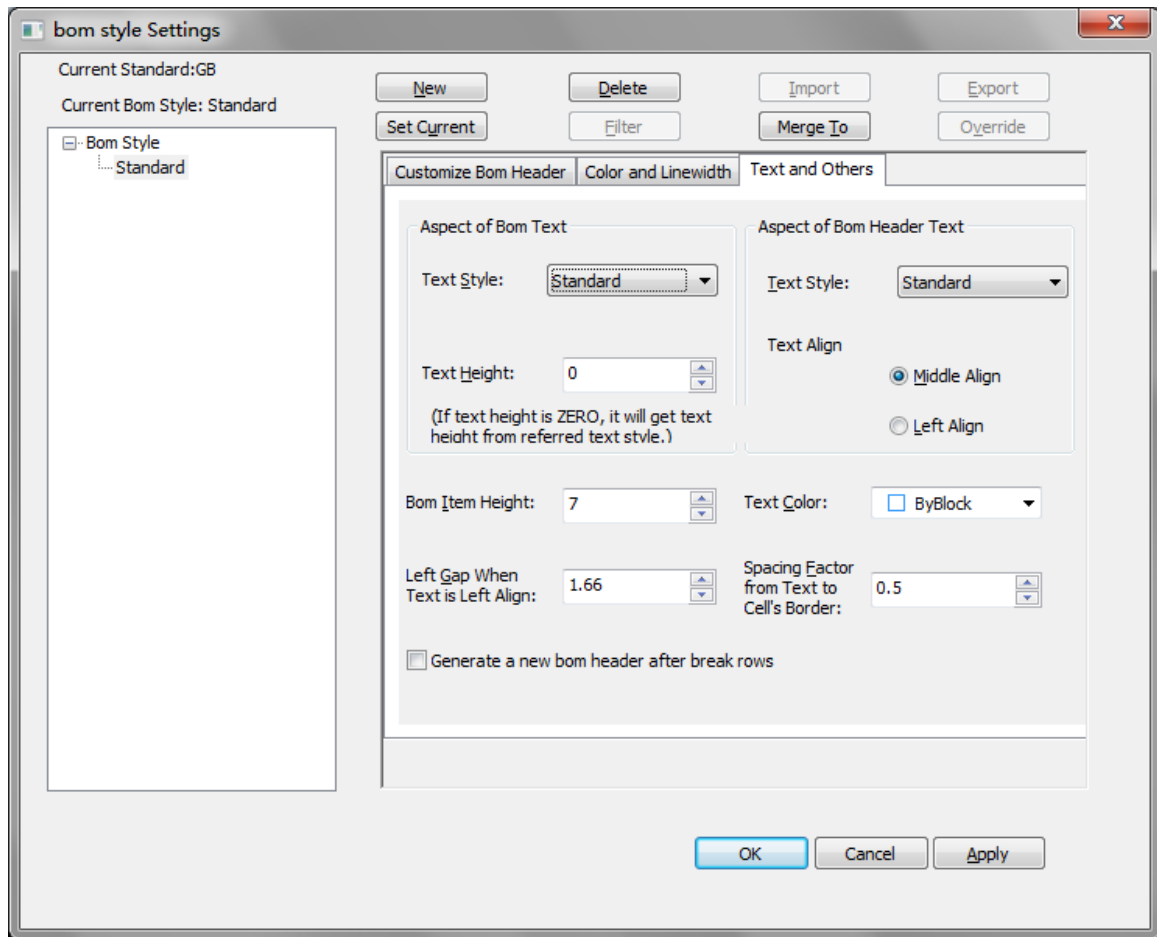 bom style Settings
Current Standard:GB
Current Bom Style: Standard
New
Delete
Import
Export
Set Current
Filter
Merge To
Override
Bom Style
Standard
Customize Bom Header
Color and Linewidth
Text and Others
Aspect of Bom Text
Text Style:
Standard
Text Height:
0
(If text height is ZERO, it will get text
height from referred text style.)
Aspect of Bom Header Text
Text Style:
Standard
Text Align
Middle Align
Left Align
Bom Item Height:
7
Text Color:
ByBlock
Left Gap When
Text is Left Align:
1.66
Spacing Factor
from Text to
Cell's Border:
0.5
Generate a new bom header after break rows
OK
Cancel
Apply